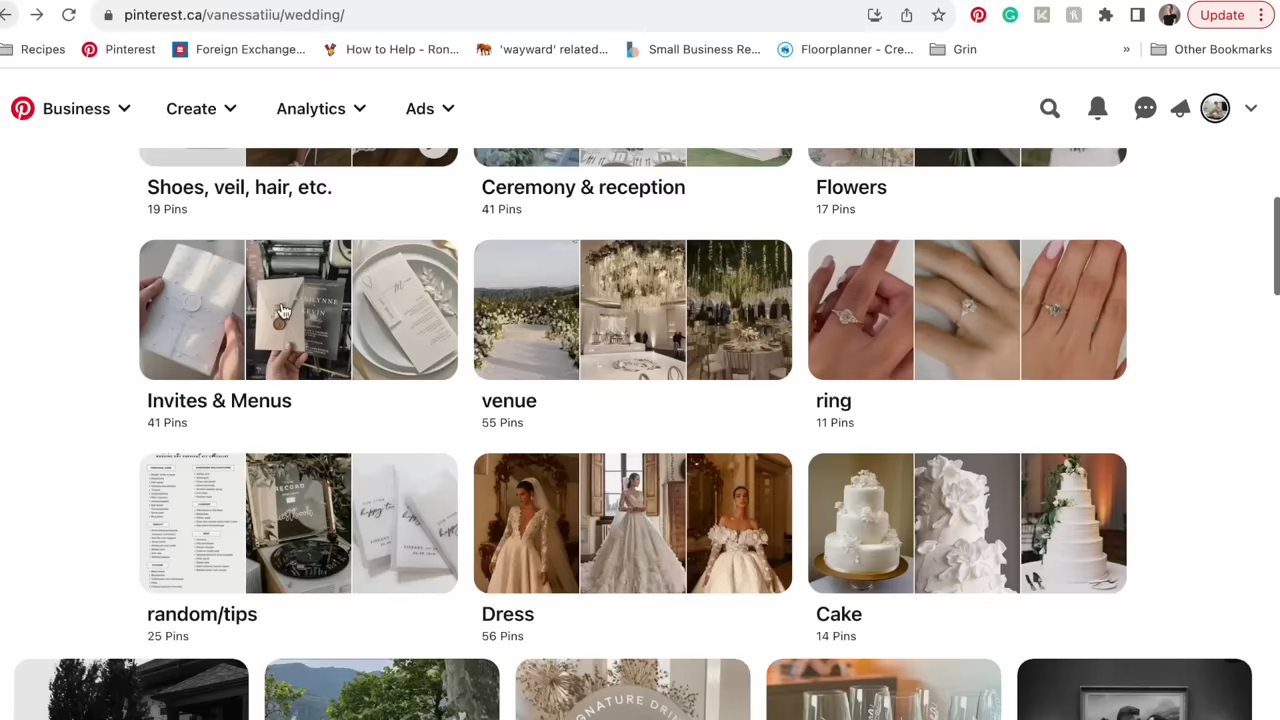 pinterest.ca/vanessatiiu/wedding/
Update
Recipes
Pinterest
Foreign Exchange...
How to Help - Ron...
'wayward' related...
Small Business Re...
Floorplanner - Cre...
Grin
»
Other Bookmarks
Business
Create
Analytics
Ads
Shoes, veil, hair, etc.
19 Pins
Ceremony & reception
41 Pins
Flowers
17 Pins
KEVIN
Invites & Menus
41 Pins
venue
55 Pins
ring
11 Pins
RECORD
random/tips
25 Pins
Dress
56 Pins
Cake
14 Pins